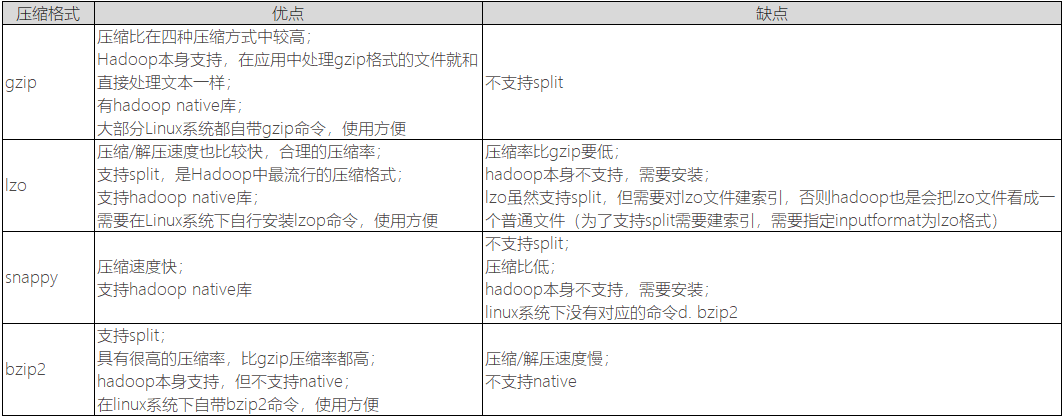 压缩格式 优点 缺点
gzip
压缩比在四种压缩方式中较高；
Hadoop本身支持，在应用中处理gzip格式的文件就和
直接处理文本一样；
有hadoop native库；
大部分Linux系统都自带gzip命令，使用方便
不支持split
lzo
压缩/解压速度也比较快，合理的压缩率；
支持split，是Hadoop中最流行的压缩格式；
支持hadoop native库；
需要在Linux系统下自行安装lzop命令，使用方便
压缩率比gzip要低；
hadoop本身不支持，需要安装；
lzo虽然支持split，但需要对lzo文件建索引，否则hadoop也是会把lzo文件看成一
个普通文件（为了支持split需要建索引，需要指定inputformat为lzo格式）
snappy
压缩速度快；
支持hadoop native库
不支持split；
压缩比低；
hadoop本身不支持，需要安装；
linux系统下没有对应的命令d. bzip2
bzip2
支持split；
具有很高的压缩率，比gzip压缩率都高；
hadoop本身支持，但不支持native；
在linux系统下自带bzip2命令，使用方便
压缩/解压速度慢；
不支持native